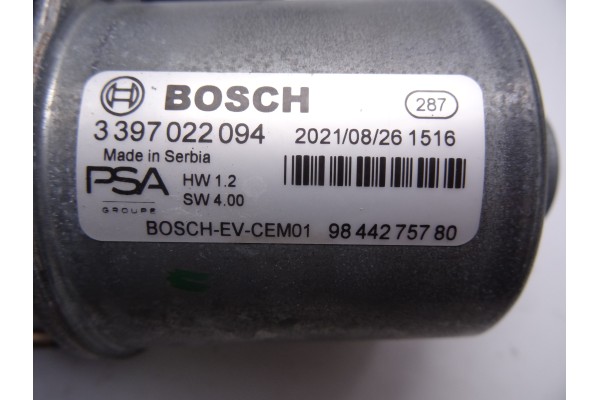 BOSCH 287
3 397 022 094 2021/08/26 1516
Made in Serbia
PSA HW 1.2
GROUPE SW 4.00
BOSCH-EV-CEM01 98 442 757 80